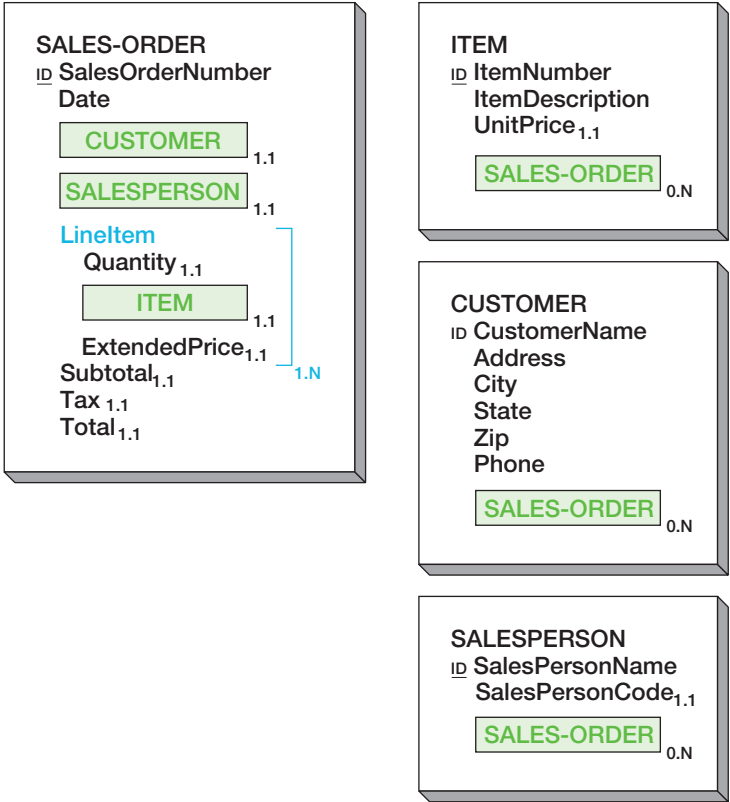 SALES-ORDER
ID SalesOrderNumber
Date
CUSTOMER 1.1
SALESPERSON 1.1
LineItem
Quantity 1.1
ITEM 1.1
ExtendedPrice 1.1
1.N
Subtotal 1.1
Tax 1.1
Total 1.1
ITEM
ID ItemNumber
ItemDescription
UnitPrice 1.1
SALES-ORDER 0.N
CUSTOMER
ID CustomerName
Address
City
State
Zip
Phone
SALES-ORDER 0.N
SALESPERSON
ID SalesPersonName
SalesPersonCode 1.1
SALES-ORDER 0.N